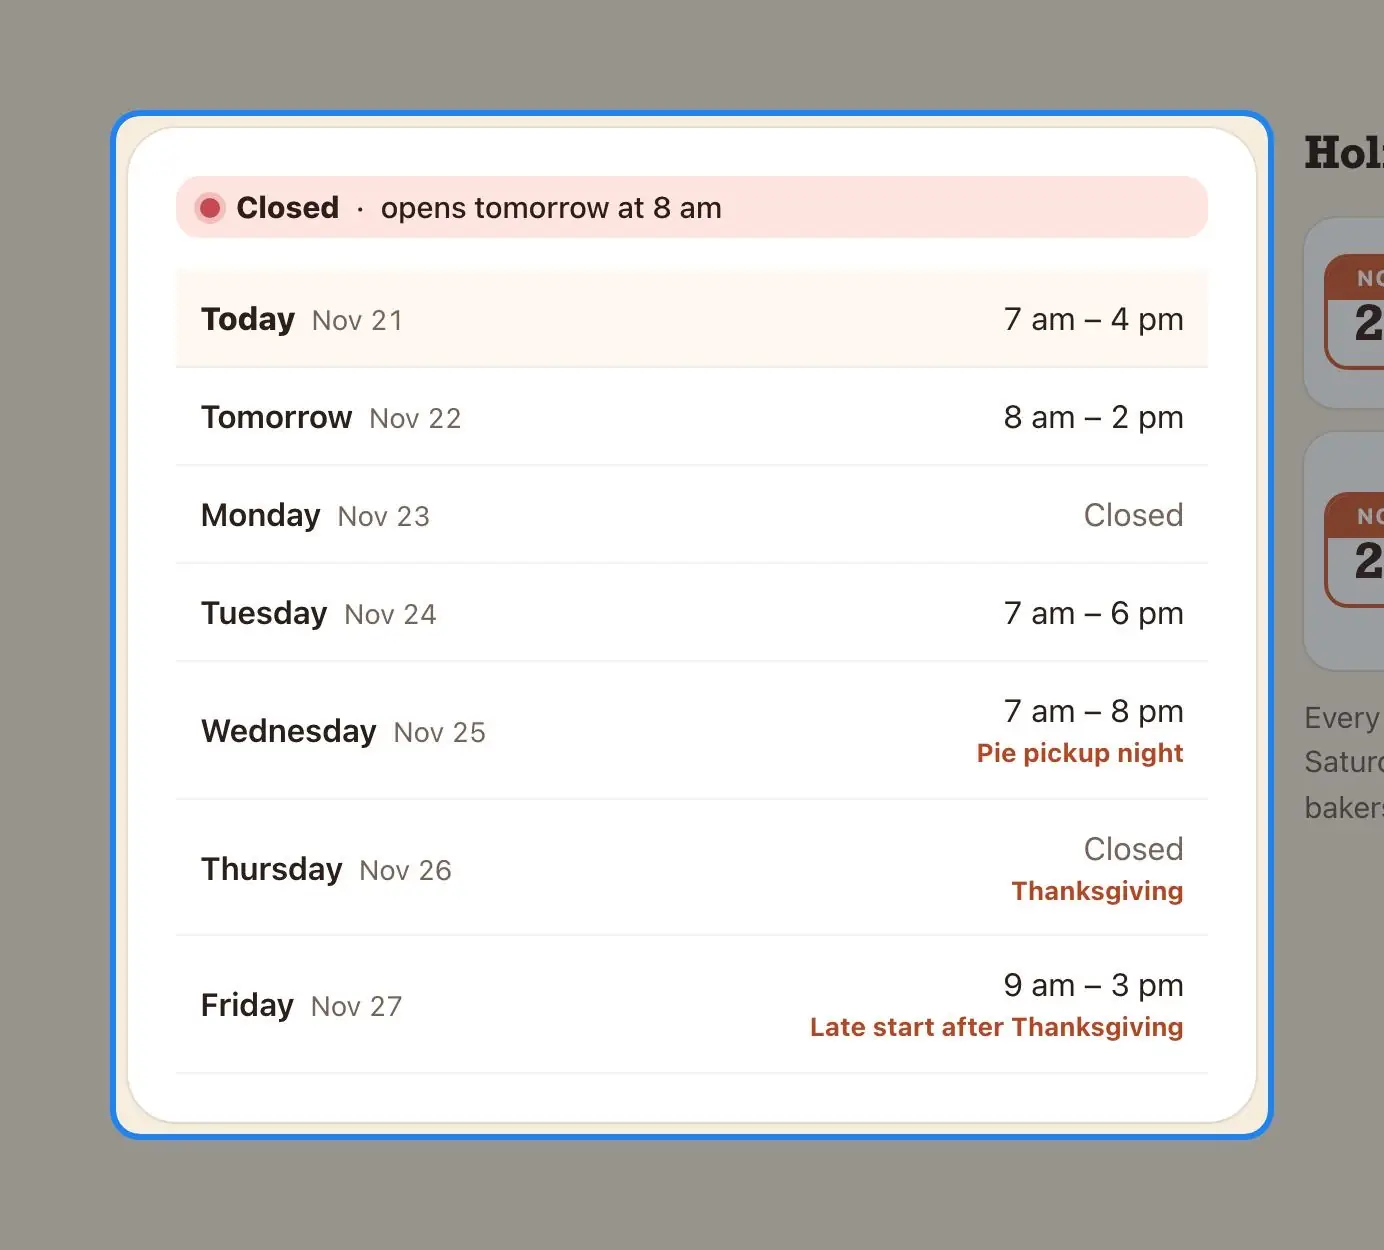 Closed · opens tomorrow at 8 am
Today Nov 21 7 am – 4 pm
Tomorrow Nov 22 8 am – 2 pm
Monday Nov 23 Closed
Tuesday Nov 24 7 am – 6 pm
Wednesday Nov 25 7 am – 8 pm
Pie pickup night
Thursday Nov 26 Closed
Thanksgiving
Friday Nov 27 9 am – 3 pm
Late start after Thanksgiving
Every